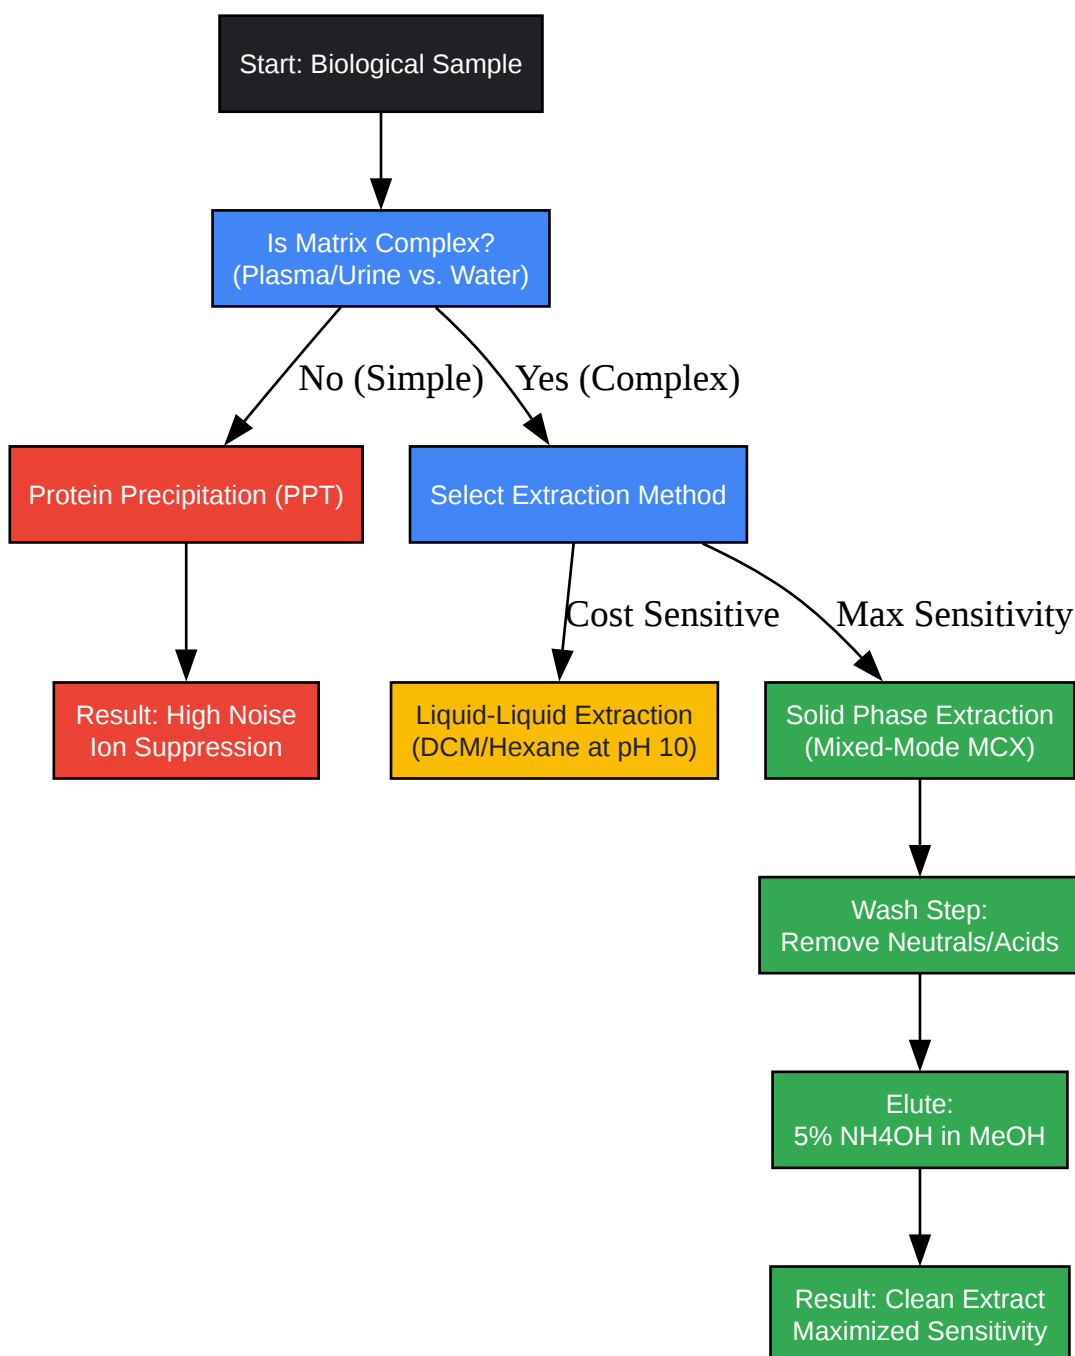 Start: Biological Sample
Is Matrix Complex?
(Plasma/Urine vs. Water)
No (Simple)
Yes (Complex)
Protein Precipitation (PPT)
Select Extraction Method
Cost Sensitive
Max Sensitivity
Result: High Noise
Ion Suppression
Liquid-Liquid Extraction
(DCM/Hexane at pH 10)
Solid Phase Extraction
(Mixed-Mode MCX)
Wash Step:
Remove Neutrals/Acids
Elute:
5% NH4OH in MeOH
Result: Clean Extract
Maximized Sensitivity